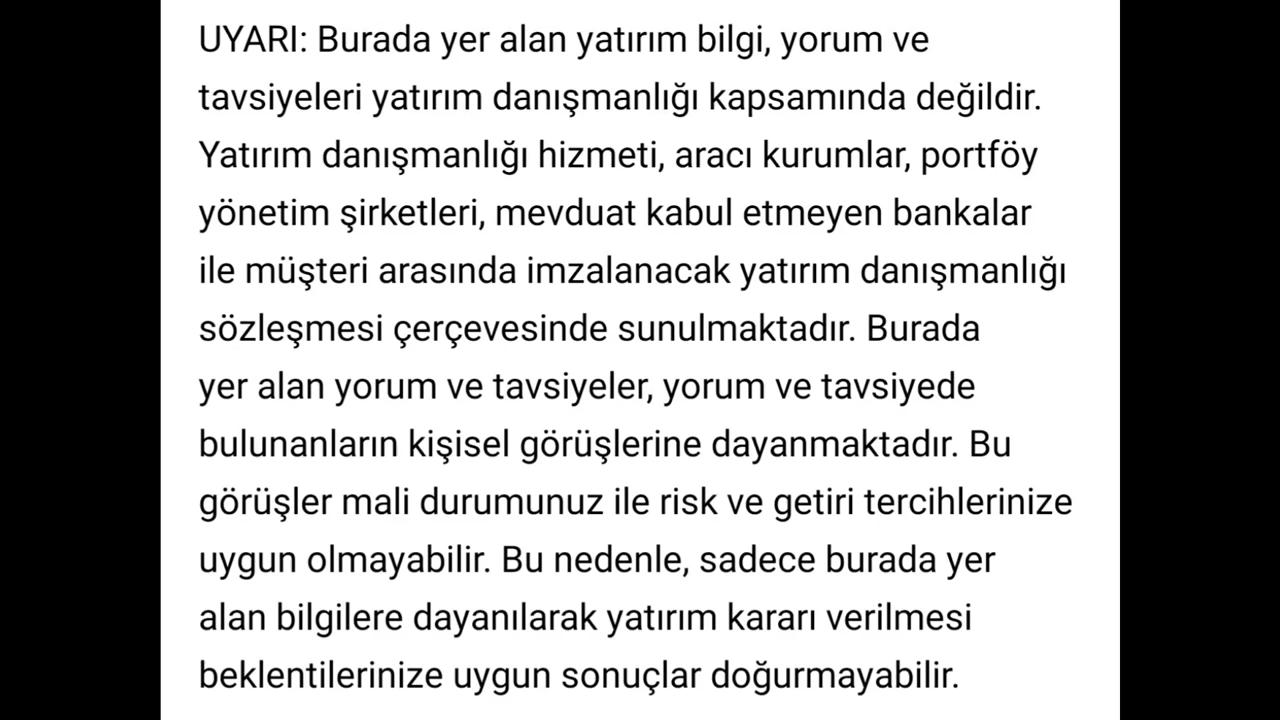 UYARI: Burada yer alan yatırım bilgi, yorum ve
tavsiyeleri yatırım danışmanlığı kapsamında değildir.
Yatırım danışmanlığı hizmeti, aracı kurumlar, portföy
yönetim şirketleri, mevduat kabul etmeyen bankalar
ile müşteri arasında imzalanacak yatırım danışmanlığı
sözleşmesi çerçevesinde sunulmaktadır. Burada
yer alan yorum ve tavsiyeler, yorum ve tavsiyede
bulunanların kişisel görüşlerine dayanmaktadır. Bu
görüşler mali durumunuz ile risk ve getiri tercihlerinize
uygun olmayabilir. Bu nedenle, sadece burada yer
alan bilgilere dayanılarak yatırım kararı verilmesi
beklentilerinize uygun sonuçlar doğurmayabilir.